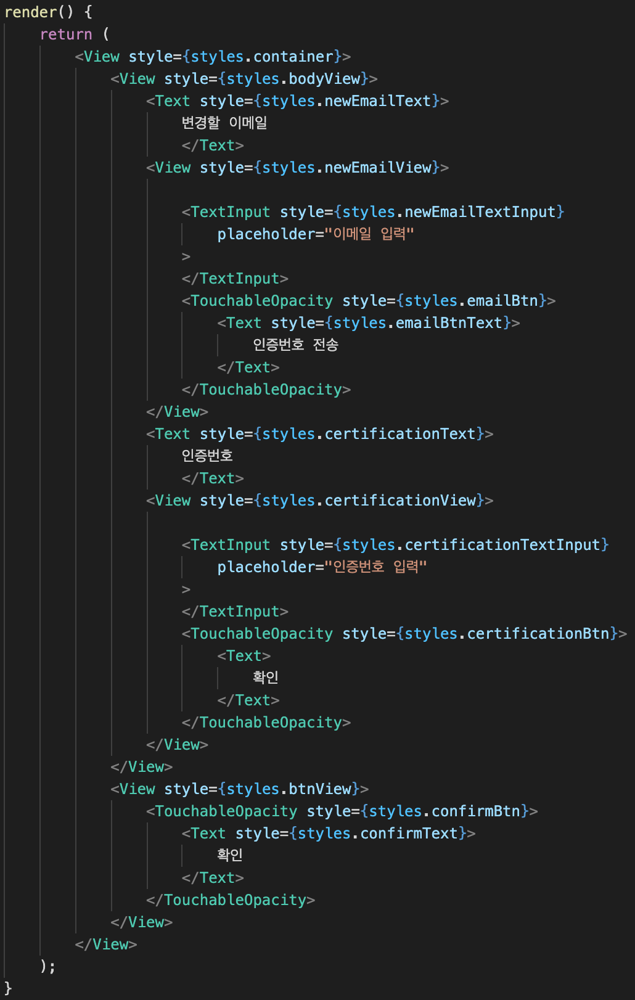 render() {
    return (
        <View style={styles.container}>
            <View style={styles.bodyView}>
                <Text style={styles.newEmailText}>
                    변경할 이메일
                    </Text>
                <View style={styles.newEmailView}>

                    <TextInput style={styles.newEmailTextInput}
                        placeholder="이메일 입력"
                    >
                    </TextInput>
                    <TouchableOpacity style={styles.emailBtn}>
                        <Text style={styles.emailBtnText}>
                            인증번호 전송
                        </Text>
                    </TouchableOpacity>
                </View>
                <Text style={styles.certificationText}>
                    인증번호
                    </Text>
                <View style={styles.certificationView}>

                    <TextInput style={styles.certificationTextInput}
                        placeholder="인증번호 입력"
                    >
                    </TextInput>
                    <TouchableOpacity style={styles.certificationBtn}>
                        <Text>
                            확인
                        </Text>
                    </TouchableOpacity>
                </View>
            </View>
            <View style={styles.btnView}>
                <TouchableOpacity style={styles.confirmBtn}>
                    <Text style={styles.confirmText}>
                        확인
                    </Text>
                </TouchableOpacity>
            </View>
        </View>
    );
}